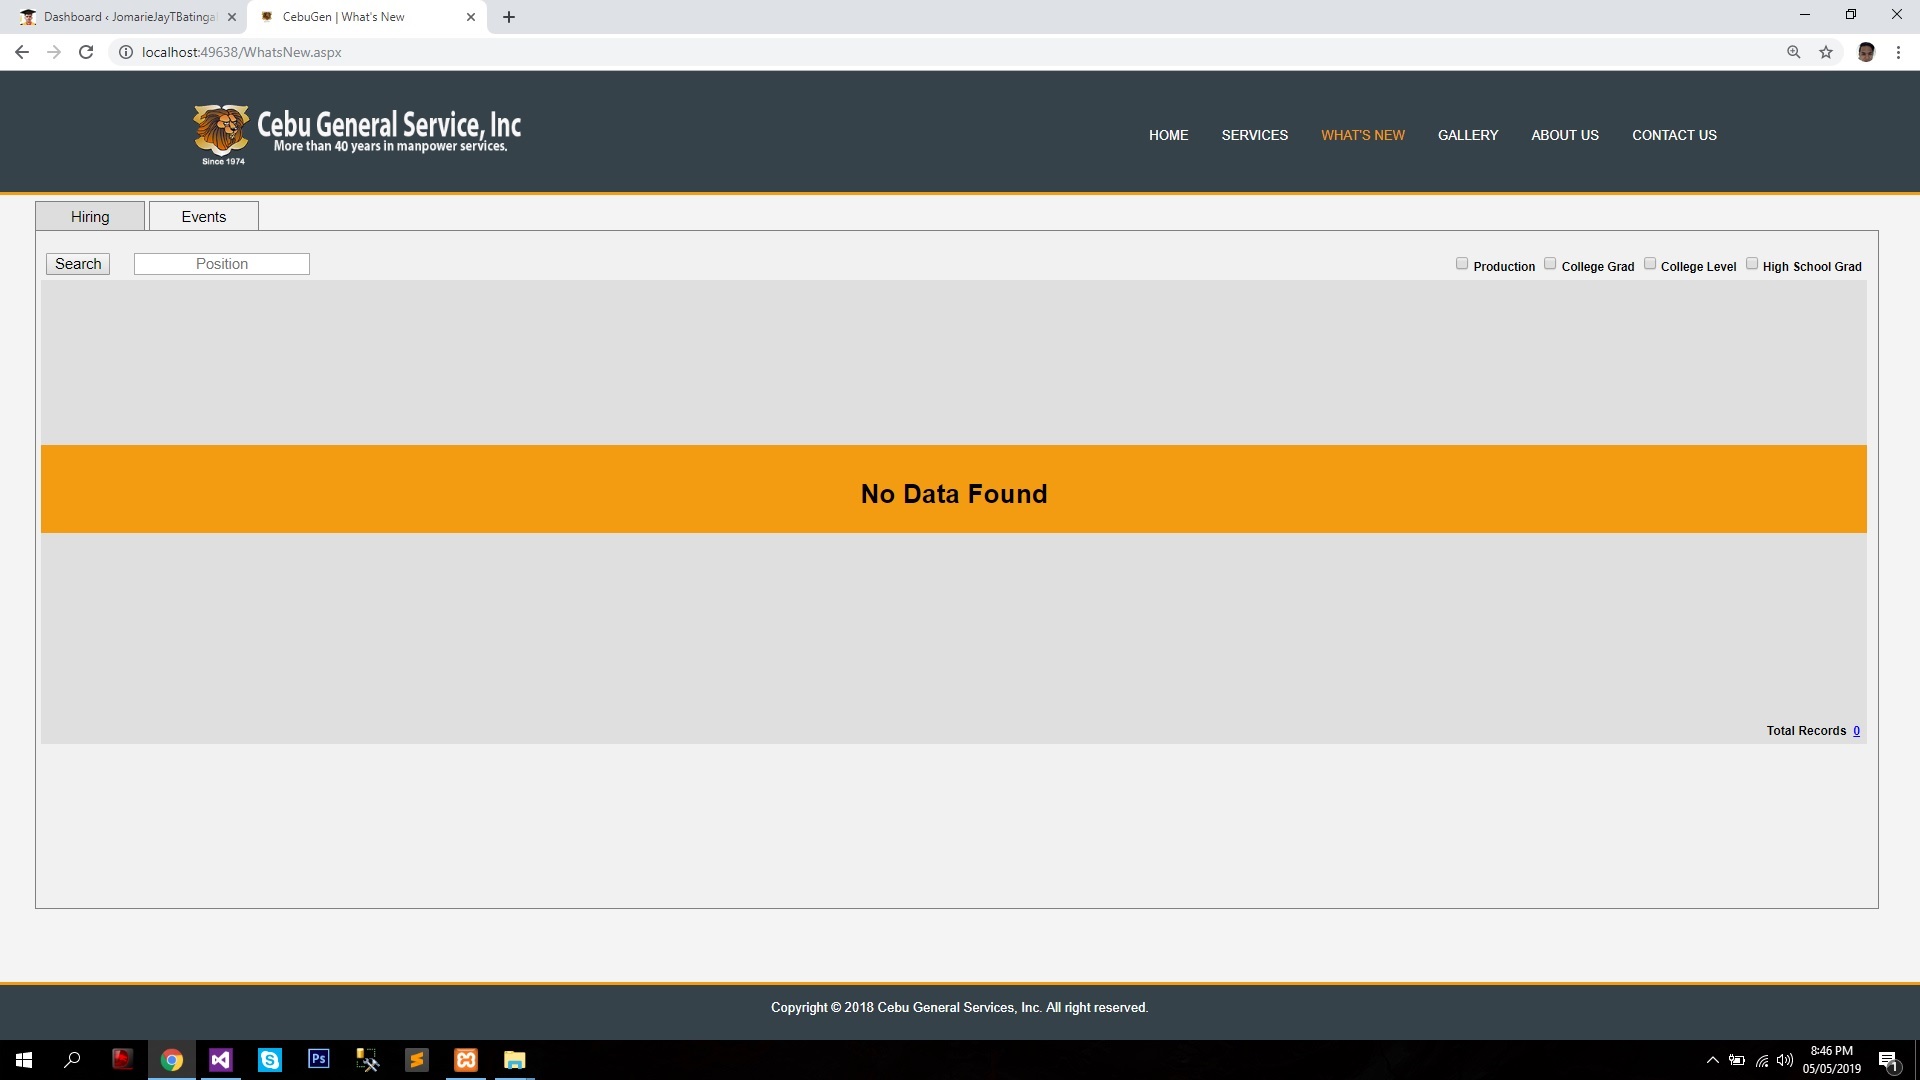 Dashboard ‹ JomarieJayTBatinga
CebuGen | What's New
localhost:49638/WhatsNew.aspx
Cebu General Service, Inc
More than 40 years in manpower services.
Since 1974
HOME SERVICES WHAT'S NEW GALLERY ABOUT US CONTACT US
Hiring Events
Search Position Production College Grad College Level High School Grad
No Data Found
Total Records 0
Copyright © 2018 Cebu General Services, Inc. All right reserved.
Ps
8:46 PM
05/05/2019
1